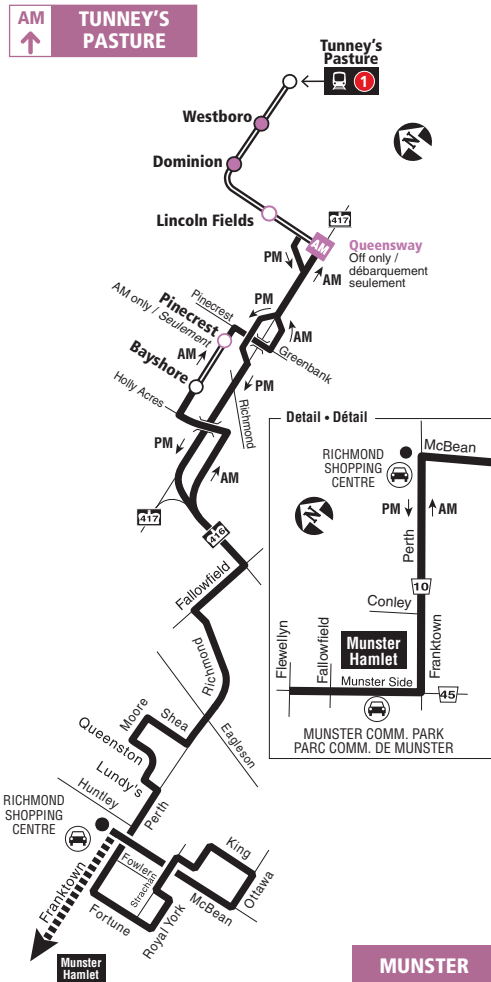 AM
TUNNEY'S
PASTURE
Tunney's
Pasture
1
Westboro
Dominion
N
Lincoln Fields
417
AM
Queensway
Off only /
débarquement
seulement
PM
AM
PM
Pinecrest
Pinecrest
AM only / Seulement
AM
Greenbank
AM
Bayshore
PM
Holly Acres
Richmond
PM
AM
417
416
Fallowfield
Richmond
Eagleson
Shea
Moore
Queenston
Lundy's
Huntley
Perth
RICHMOND
SHOPPING
CENTRE
Fowler
Strachan
King
Ottawa
McBean
Royal York
Fortune
Franktown
Munster
Hamlet
Detail • Détail
McBean
RICHMOND
SHOPPING
CENTRE
PM
AM
N
Perth
10
Conley
Franktown
Flewellyn
Fallowfield
Munster
Hamlet
Munster Side
45
MUNSTER COMM. PARK
PARC COMM. DE MUNSTER
MUNSTER